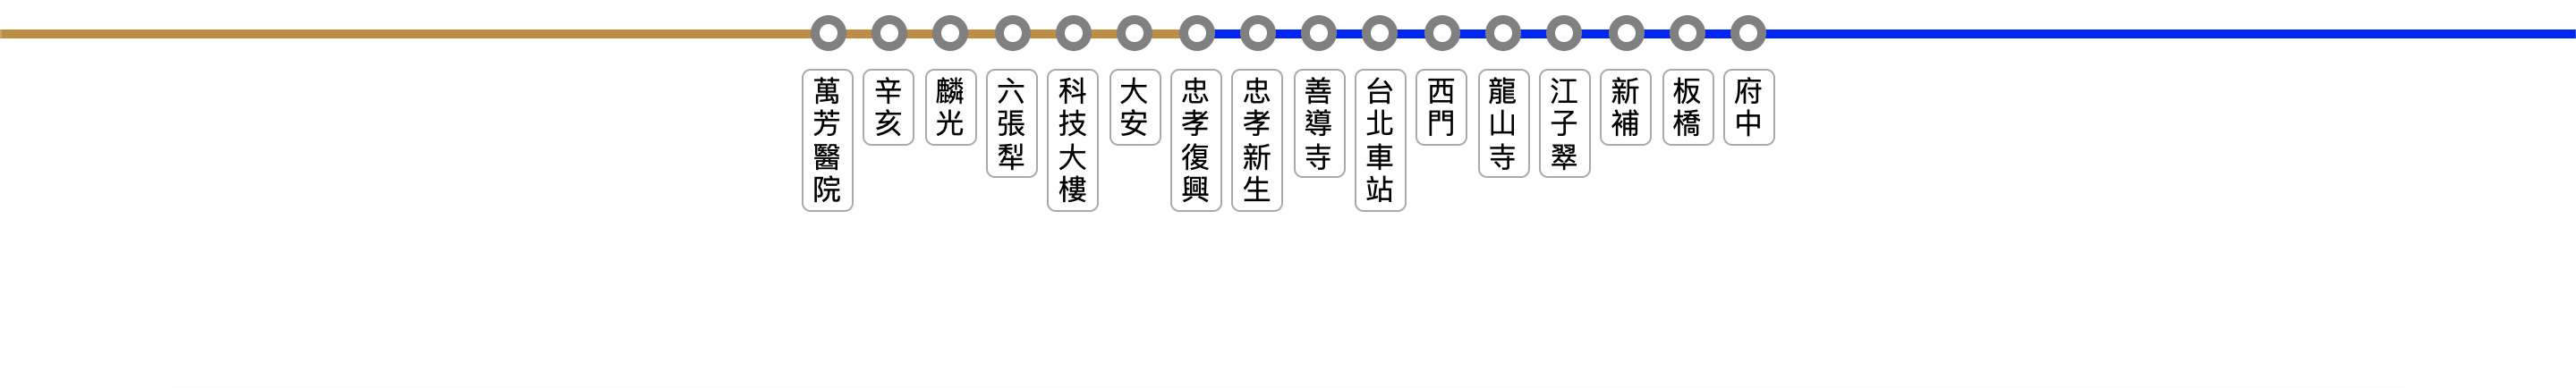 萬芳醫院
辛亥
麟光
六張犁
科技大樓
大安
忠孝復興
忠孝新生
善導寺
台北車站
西門
龍山寺
江子翠
新補
板橋
府中